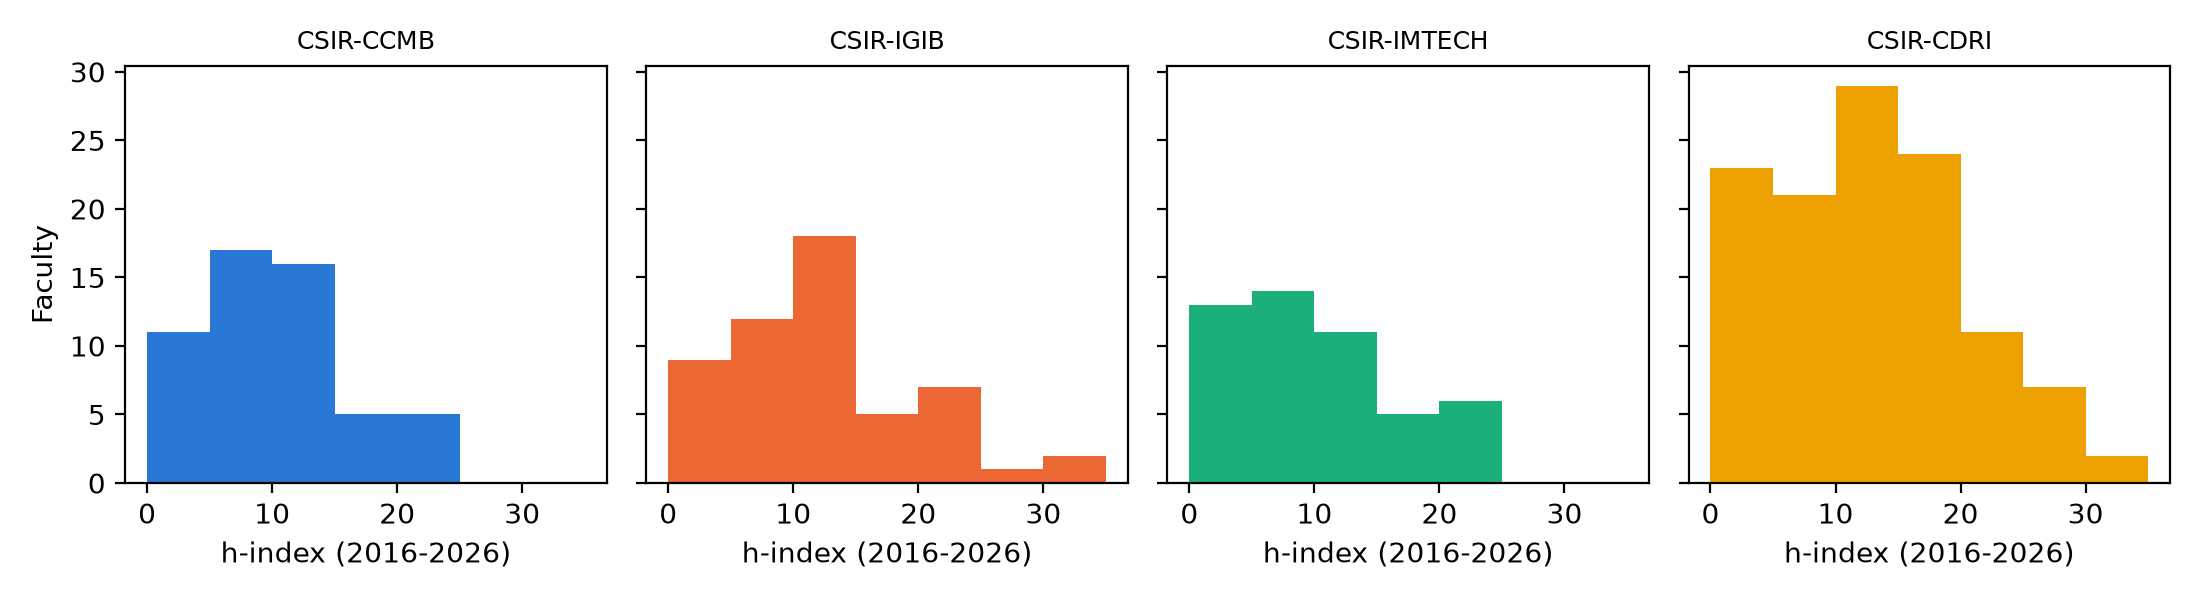 CSIR-CCMB
CSIR-IGIB
CSIR-IMTECH
CSIR-CDRI
30
25
20
15
10
5
0
Faculty
0 10 20 30
0 10 20 30
0 10 20 30
0 10 20 30
h-index (2016-2026)
h-index (2016-2026)
h-index (2016-2026)
h-index (2016-2026)